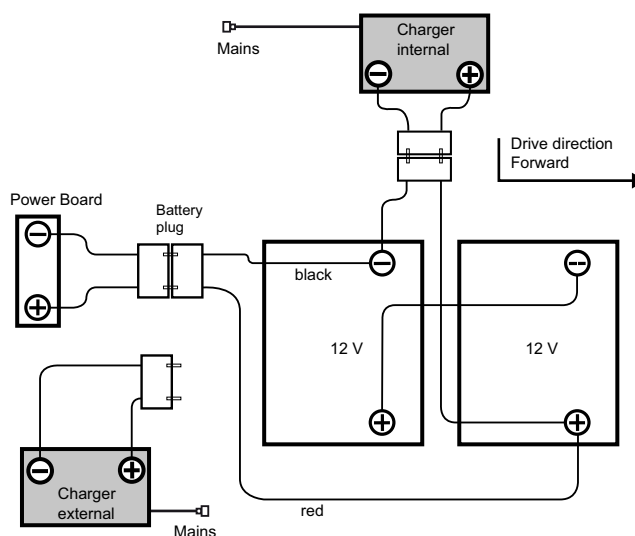 Charger
internal
Mains
Drive direction
Forward
Power Board
Battery
plug
black
12 V
12 V
Charger
external
red
Mains